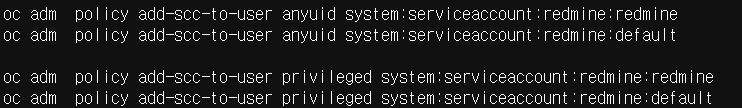 oc adm  policy add-scc-to-user anyuid system:serviceaccount:redmine:redmine
oc adm  policy add-scc-to-user anyuid system:serviceaccount:redmine:default

oc adm  policy add-scc-to-user privileged system:serviceaccount:redmine:redmine
oc adm  policy add-scc-to-user privileged system:serviceaccount:redmine:default